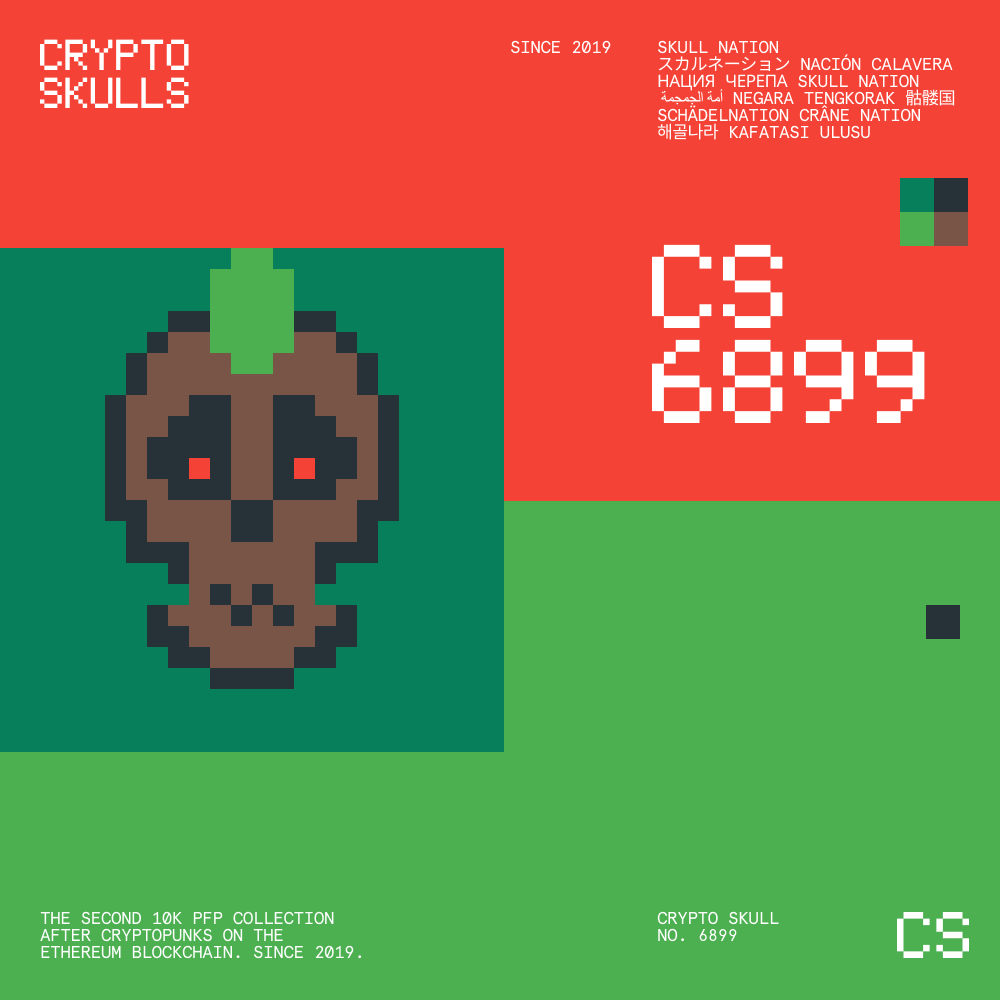 CRYPTO
SKULLS
SINCE 2019
SKULL NATION
スカルネーション NACIÓN CALAVERA
НАЦИЯ ЧЕРЕПА SKULL NATION
أمة الجمجمة NEGARA TENGKORAK 骷髅国
SCHÄDELNATION CRÂNE NATION
해골나라 KAFATASI ULUSU
CS
6899
THE SECOND 10K PFP COLLECTION
AFTER CRYPTOPUNKS ON THE
ETHEREUM BLOCKCHAIN. SINCE 2019.
CRYPTO SKULL
NO. 6899
CS